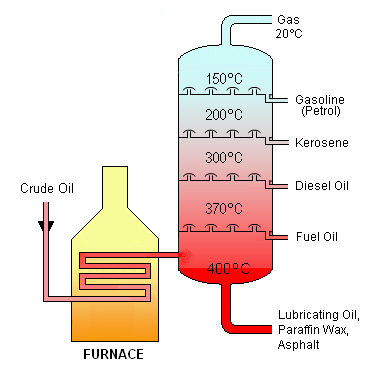 Gas
20°C
150°C
Gasoline
(Petrol)
200°C
Kerosene
300°C
Crude Oil
Diesel Oil
370°C
Fuel Oil
400°C
Lubricating Oil,
Paraffin Wax,
Asphalt
FURNACE